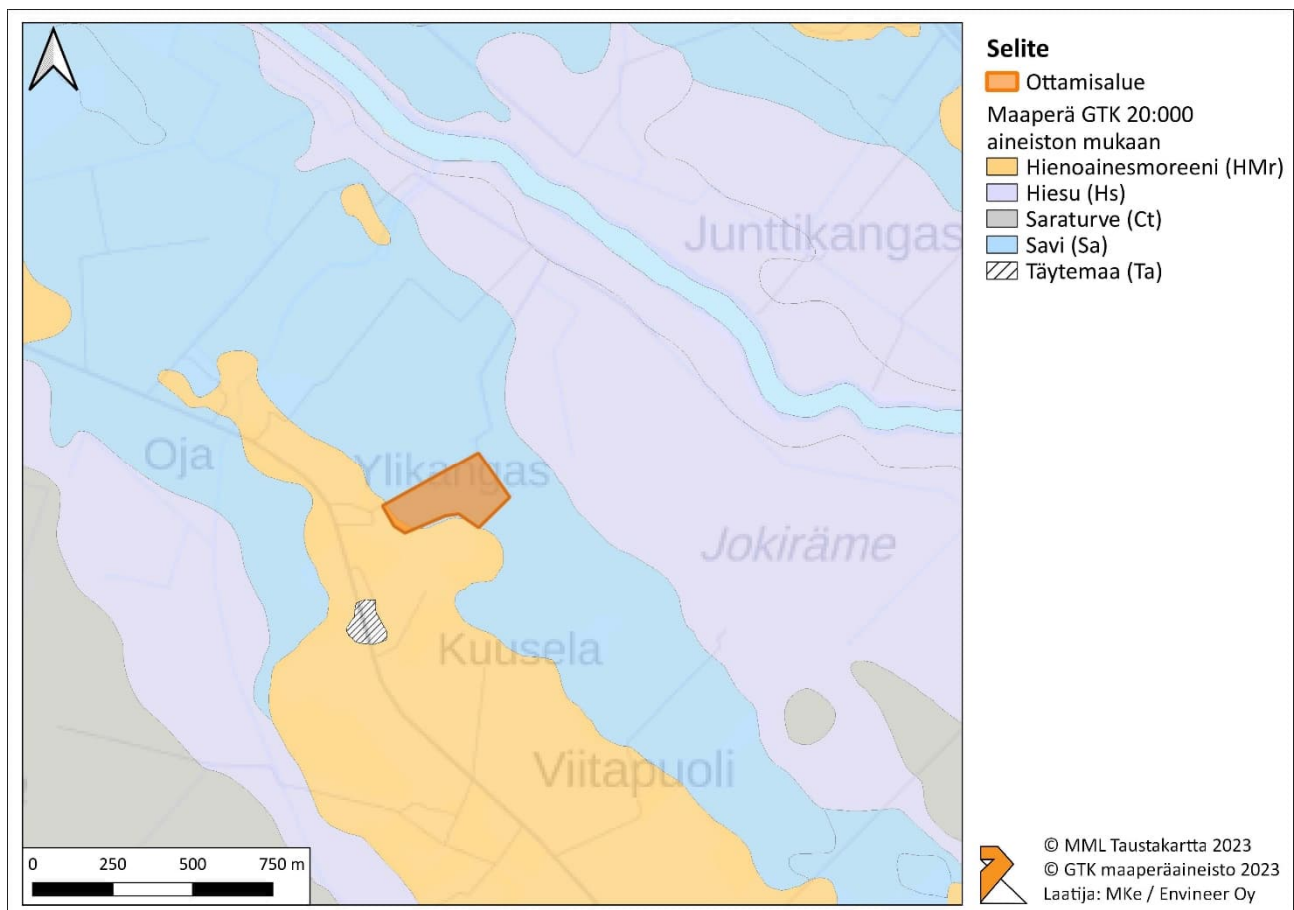 Junttikangas
Oja
Ylikangas
Jokiräme
Kuusela
Viitapuoli
0 250 500 750 m
Selite
Ottamisalue
Maaperä GTK 20:000
aineiston mukaan
Hienoainesmoreeni (HMr)
Hiesu (Hs)
Saraturve (Ct)
Savi (Sa)
Täytemaa (Ta)
© MML Taustakartta 2023
© GTK maaperäaineisto 2023
Laatija: MKe / Envineer Oy